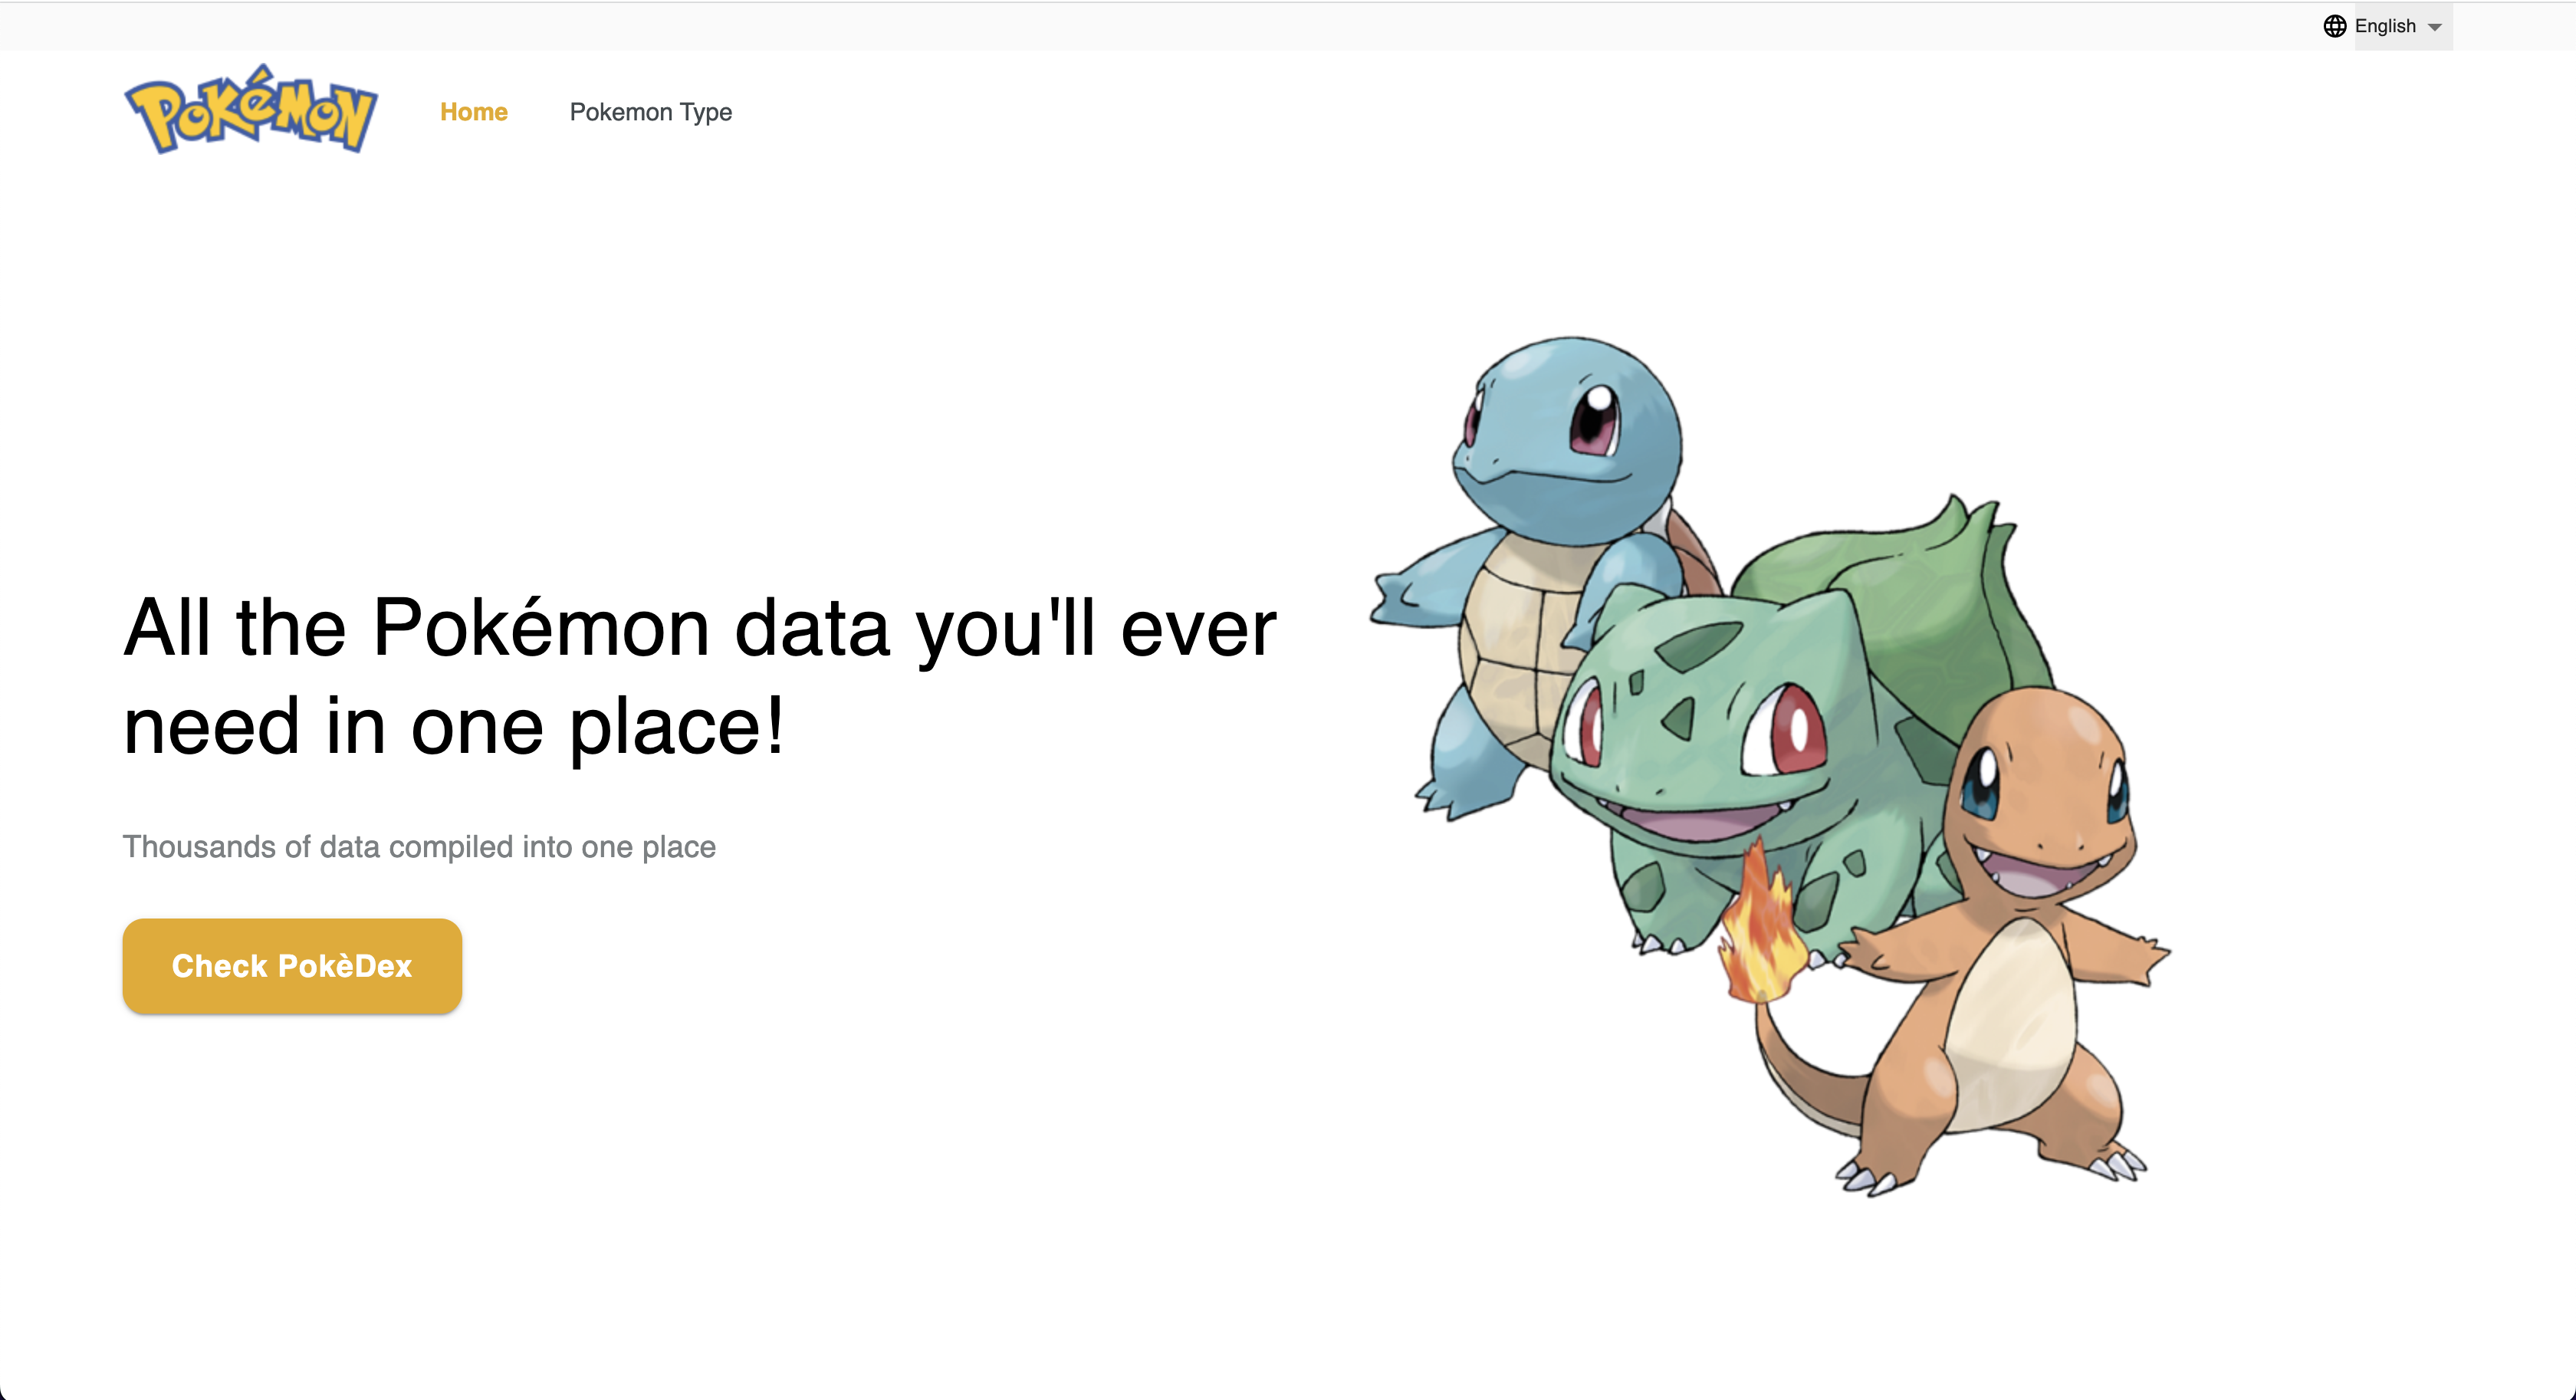 English
POKéMON
Home
Pokemon Type
All the Pokémon data you'll ever
need in one place!
Thousands of data compiled into one place
Check PokèDex